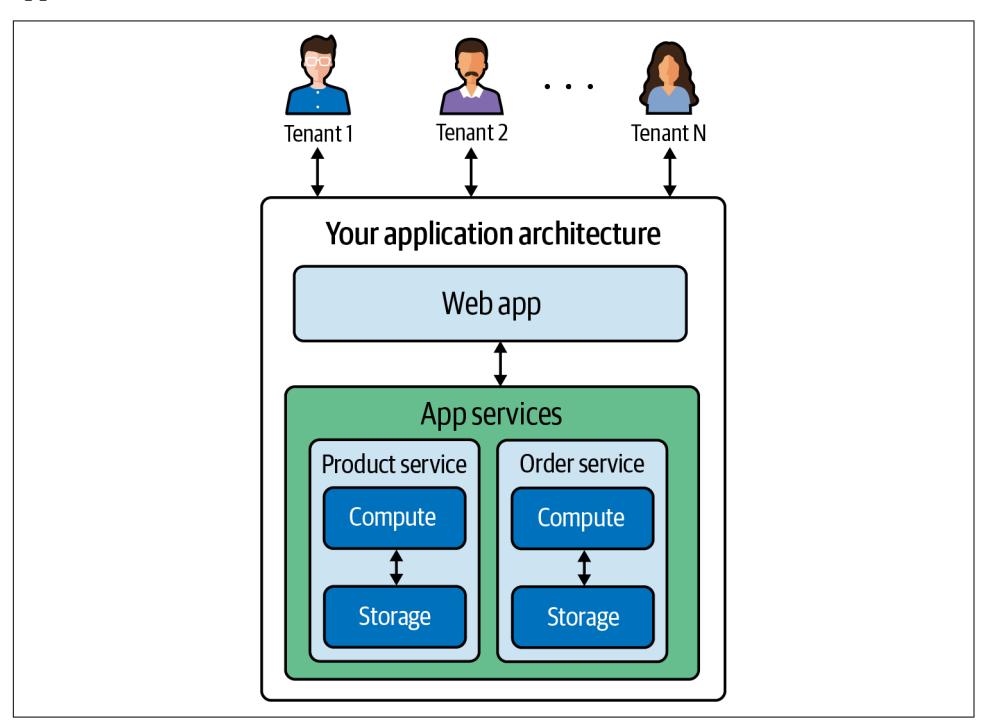 Tenant 1
Tenant 2
. . .
Tenant N
Your application architecture
Web app
App services
Product service
Order service
Compute
Compute
Storage
Storage